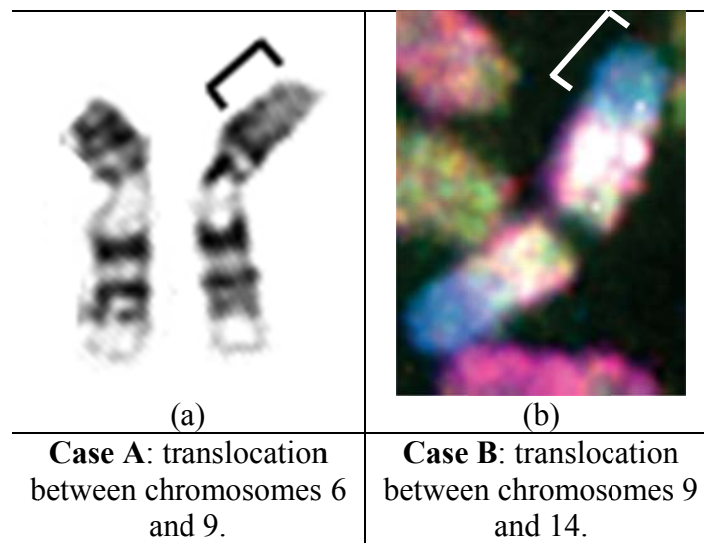 (a)
(b)
Case A: translocation
between chromosomes 6
and 9.
Case B: translocation
between chromosomes 9
and 14.